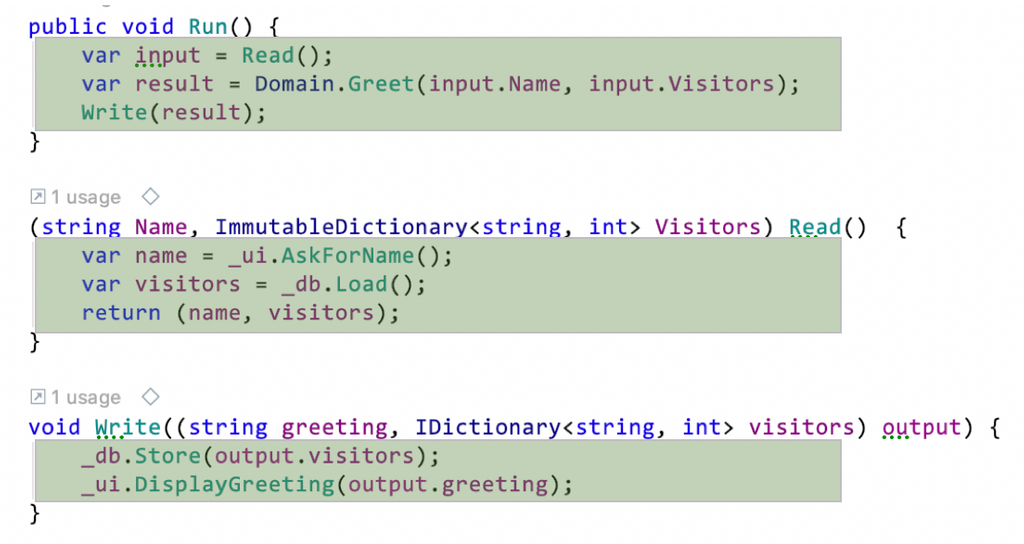 public void Run() {
    var input = Read();
    var result = Domain.Greet(input.Name, input.Visitors);
    Write(result);
}
1 usage
(string Name, ImmutableDictionary<string, int> Visitors) Read()  {
    var name = _ui.AskForName();
    var visitors = _db.Load();
    return (name, visitors);
}
1 usage
void Write((string greeting, IDictionary<string, int> visitors) output) {
    _db.Store(output.visitors);
    _ui.DisplayGreeting(output.greeting);
}